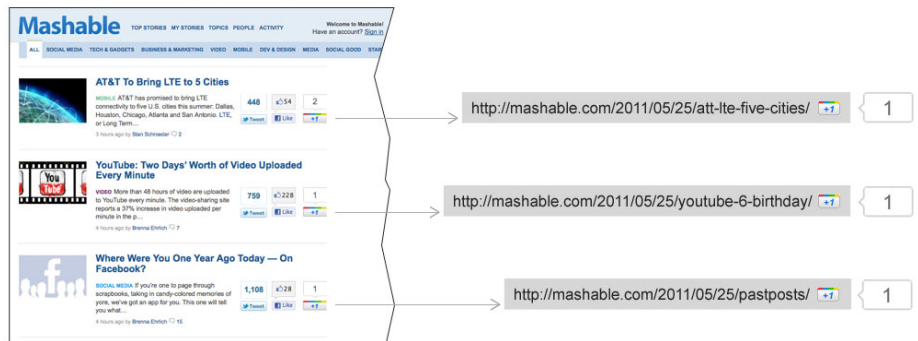 Mashable
TOP STORIES MY STORIES TOPICS PEOPLE ACTIVITY
Welcome to Mashable!
Have an account? Sign in
ALL SOCIAL MEDIA TECH & GADGETS BUSINESS & MARKETING VIDEO MOBILE DEV & DESIGN MEDIA SOCIAL GOOD STAR
AT&T To Bring LTE to 5 Cities
MOBILE AT&T has promised to bring LTE
connectivity to five U.S. cities this summer: Dallas,
Houston, Chicago, Atlanta and San Antonio. LTE,
or Long Term...
3 hours ago by Stan Schroeder 2
448 54 2
Tweet Like +1
http://mashable.com/2011/05/25/att-lte-five-cities/ +1 1
You
Tube
YouTube: Two Days' Worth of Video Uploaded
Every Minute
VIDEO More than 48 hours of video are uploaded
to YouTube every minute. The video-sharing site
reports a 37% increase in video uploaded per
minute in the p...
4 hours ago by Brenna Ehrlich 7
759 228 1
Tweet Like +1
http://mashable.com/2011/05/25/youtube-6-birthday/ +1 1
f
Where Were You One Year Ago Today — On
Facebook?
SOCIAL MEDIA If you're one to page through
scrapbooks, taking in candy-colored memories of
yore, we've got an app for you. This one will tell
you what...
4 hours ago by Brenna Ehrlich 15
1,108 28 1
Tweet Like +1
http://mashable.com/2011/05/25/pastposts/ +1 1